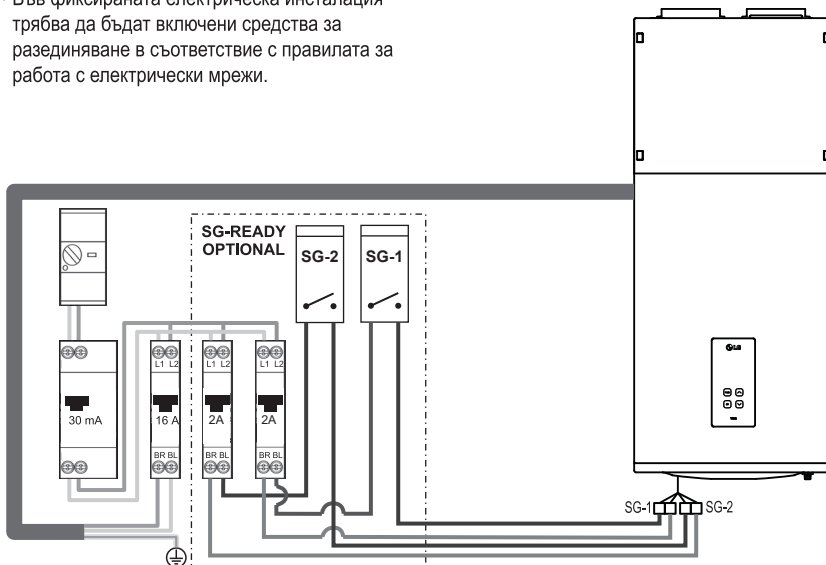 Във фиксираната електрическа инсталация
трябва да бъдат включени средства за
разединяване в съответствие с правилата за
работа с електрически мрежи.
SG-READY
OPTIONAL
SG-2
SG-1
L1 L2
L1 L2
L1 L2
30 mA
16 A
2A
2A
BR BL
BR BL
BR BL
LG
SG-1
SG-2